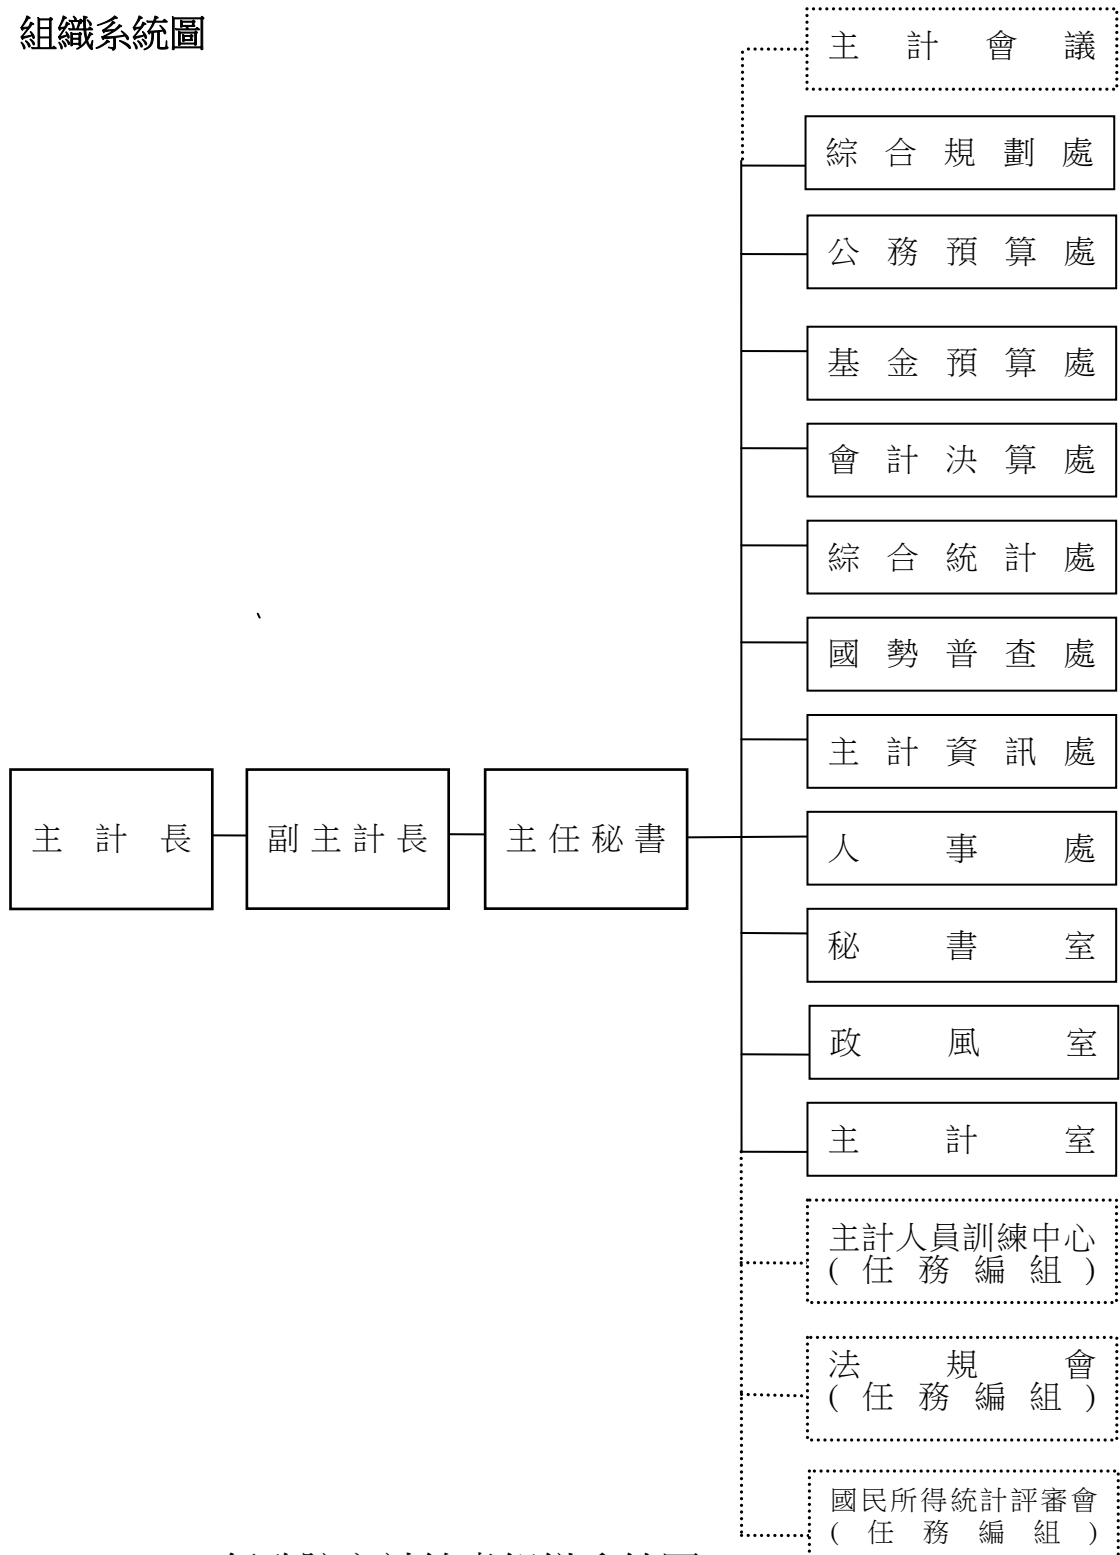 組織系統圖
主計會議
綜合規劃處
公務預算處
基金預算處
會計決算處
綜合統計處
國勢普查處
主計資訊處
主計長
副主計長
主任秘書
人事處
秘書室
政風室
主計室
主計人員訓練中心
(任務編組)
法規會
(任務編組)
國民所得統計評審會
(任務編組)